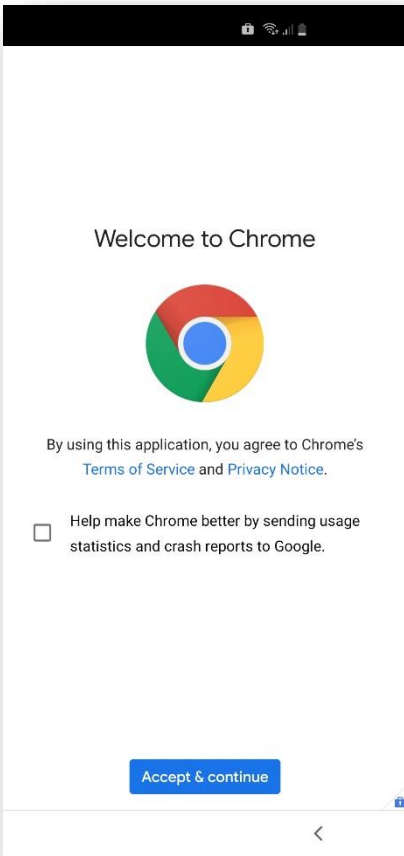 Welcome to Chrome
By using this application, you agree to Chrome's
Terms of Service and Privacy Notice.
Help make Chrome better by sending usage
statistics and crash reports to Google.
Accept & continue